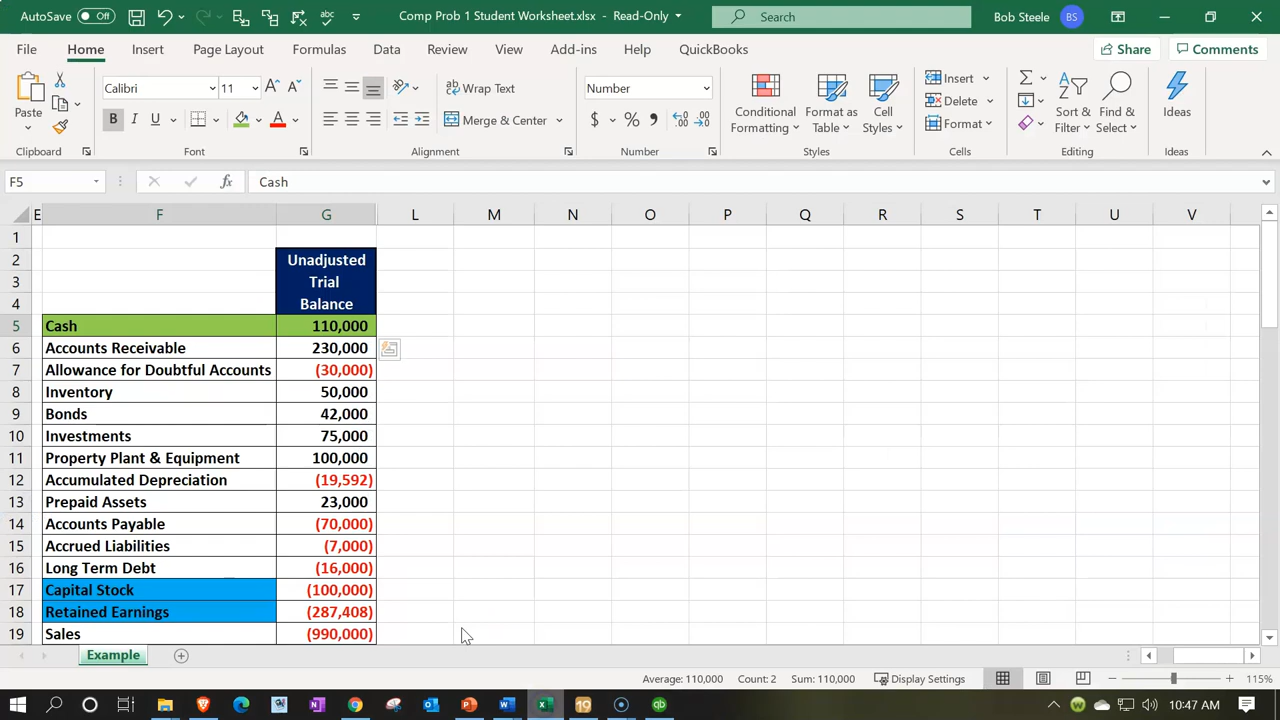 AutoSave Off Comp Prob 1 Student Worksheet.xlsx - Read-Only Search Bob Steele BS
File Home Insert Page Layout Formulas Data Review View Add-ins Help QuickBooks Share Comments
Paste Calibri 11 Wrap Text Number Conditional Formatting Format as Table Cell Styles Insert Sort & Filter Find & Select Ideas
B I U Merge & Center $ % Delete
Format
Clipboard Font Alignment Number Styles Cells Editing Ideas
F5 fx Cash
E F G L M N O P Q R S T U V
1
2 Unadjusted
3 Trial
4 Balance
5 Cash 110,000
6 Accounts Receivable 230,000
7 Allowance for Doubtful Accounts (30,000)
8 Inventory 50,000
9 Bonds 42,000
10 Investments 75,000
11 Property Plant & Equipment 100,000
12 Accumulated Depreciation (19,592)
13 Prepaid Assets 23,000
14 Accounts Payable (70,000)
15 Accrued Liabilities (7,000)
16 Long Term Debt (16,000)
17 Capital Stock (100,000)
18 Retained Earnings (287,408)
19 Sales (990,000)
Example
Average: 110,000 Count: 2 Sum: 110,000 Display Settings 115%
10:47 AM